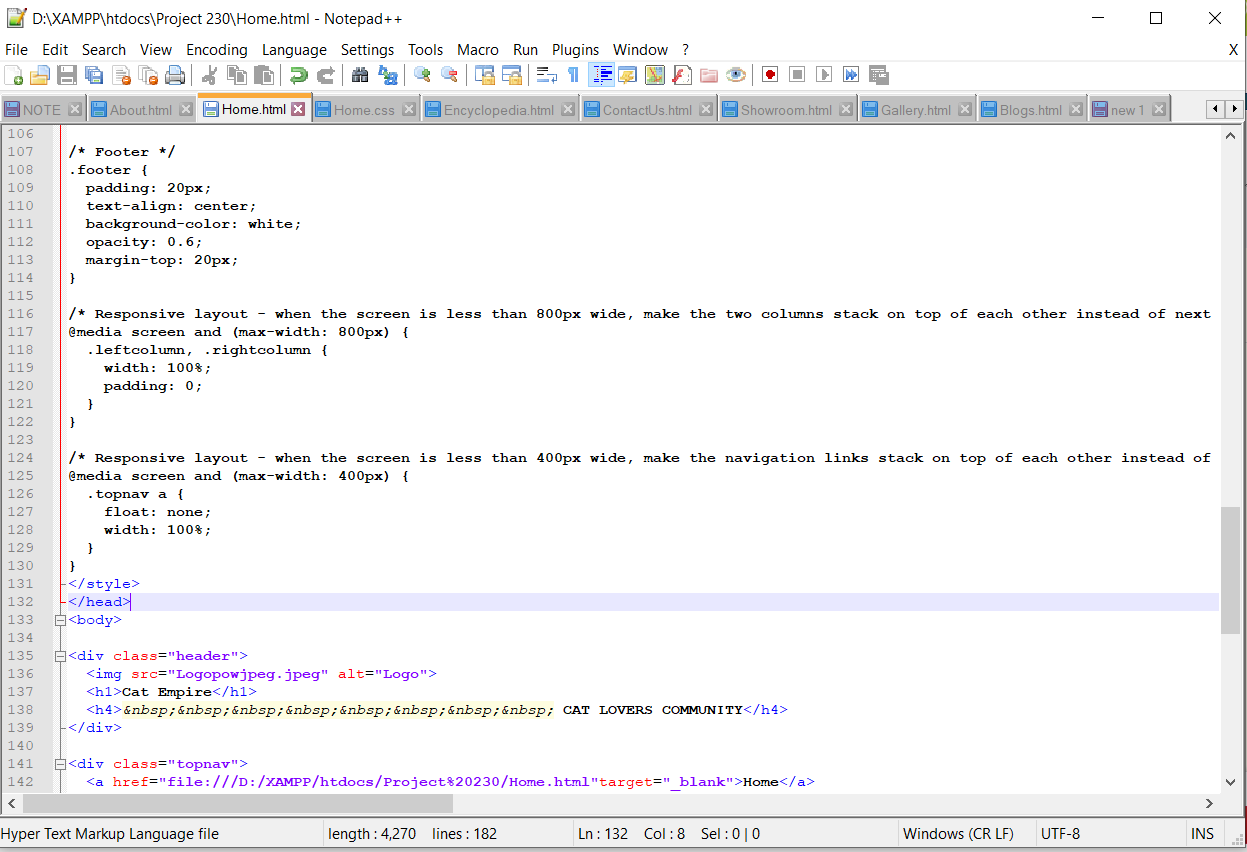 D:\XAMPP\htdocs\Project 230\Home.html - Notepad++
File Edit Search View Encoding Language Settings Tools Macro Run Plugins Window ? X
NOTE About.html Home.html Home.css Encyclopedia.html ContactUs.html Showroom.html Gallery.html Blogs.html new 1
106
107 /* Footer */
108 .footer {
109 padding: 20px;
110 text-align: center;
111 background-color: white;
112 opacity: 0.6;
113 margin-top: 20px;
114 }
115
116 /* Responsive layout - when the screen is less than 800px wide, make the two columns stack on top of each other instead of next
117 @media screen and (max-width: 800px) {
118 .leftcolumn, .rightcolumn {
119 width: 100%;
120 padding: 0;
121 }
122 }
123
124 /* Responsive layout - when the screen is less than 400px wide, make the navigation links stack on top of each other instead of
125 @media screen and (max-width: 400px) {
126 .topnav a {
127 float: none;
128 width: 100%;
129 }
130 }
131 </style>
132 </head>
133 <body>
134
135 <div class="header">
136 <img src="Logopowjpeg.jpeg" alt="Logo">
137 <h1>Cat Empire</h1>
138 <h4>&nbsp;&nbsp;&nbsp;&nbsp;&nbsp;&nbsp;&nbsp;&nbsp; CAT LOVERS COMMUNITY</h4>
139 </div>
140
141 <div class="topnav">
142 <a href="file:///D:/XAMPP/htdocs/Project%20230/Home.html"target="_blank">Home</a>
Hyper Text Markup Language file length : 4,270 lines : 182 Ln : 132 Col : 8 Sel : 0 | 0 Windows (CR LF) UTF-8 INS